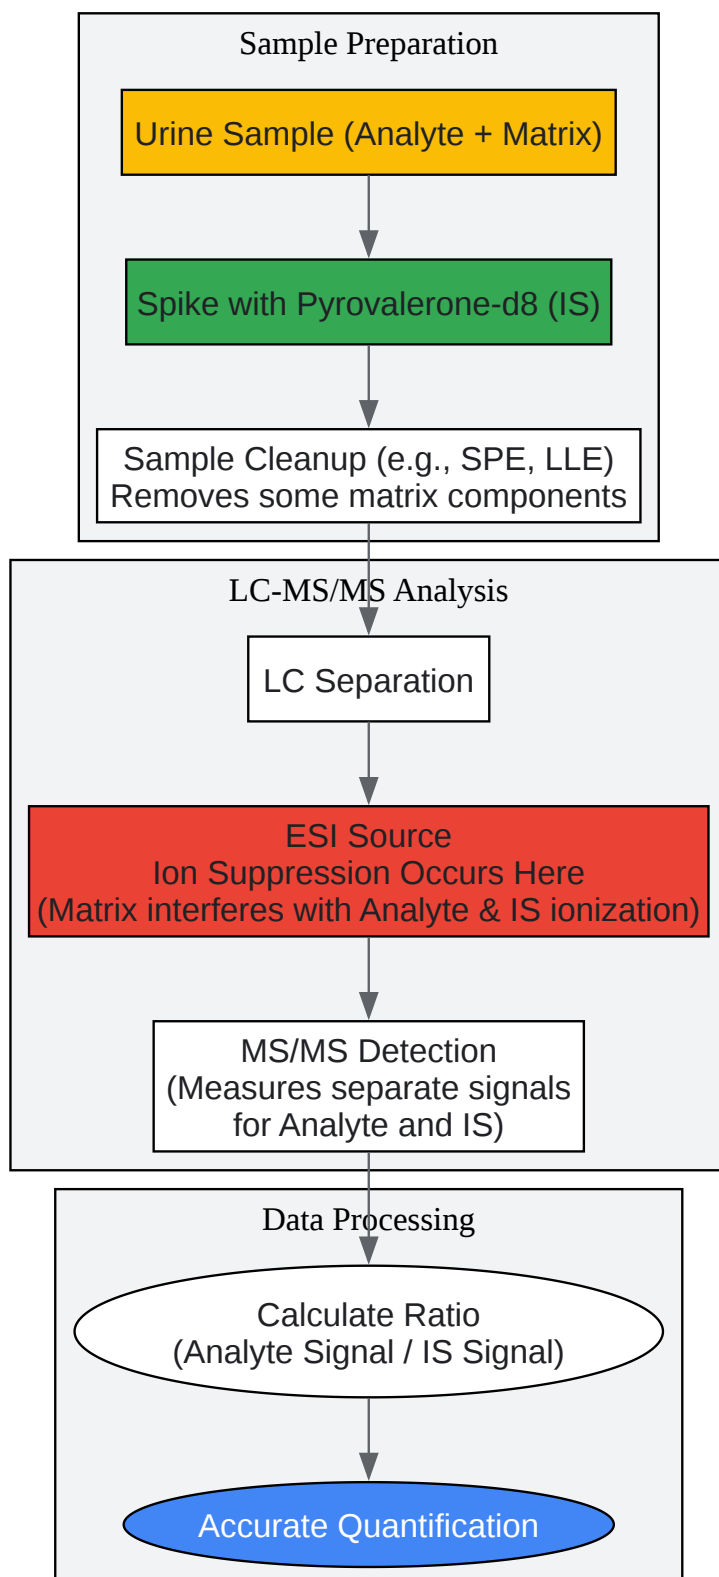 Sample Preparation
Urine Sample (Analyte + Matrix)
Spike with Pyrovalerone-d8 (IS)
Sample Cleanup (e.g., SPE, LLE)
Removes some matrix components
LC-MS/MS Analysis
LC Separation
ESI Source
Ion Suppression Occurs Here
(Matrix interferes with Analyte & IS ionization)
MS/MS Detection
(Measures separate signals
for Analyte and IS)
Data Processing
Calculate Ratio
(Analyte Signal / IS Signal)
Accurate Quantification